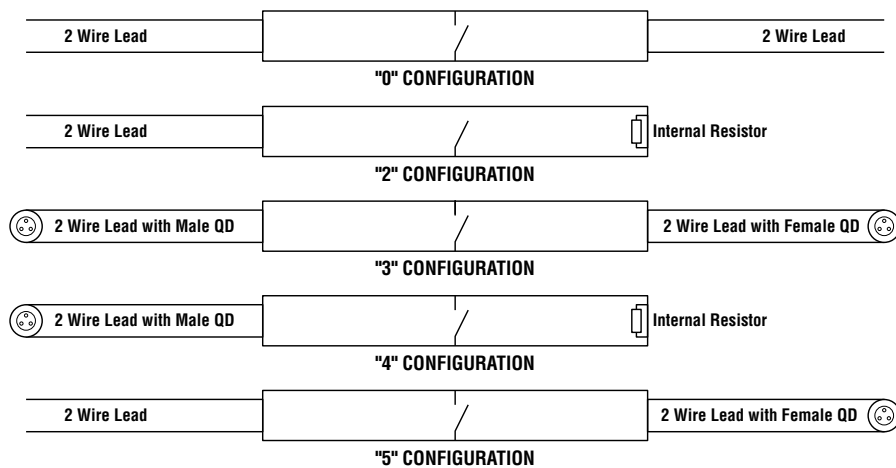 2 Wire Lead 2 Wire Lead
"0" CONFIGURATION
2 Wire Lead Internal Resistor
"2" CONFIGURATION
2 Wire Lead with Male QD 2 Wire Lead with Female QD
"3" CONFIGURATION
2 Wire Lead with Male QD Internal Resistor
"4" CONFIGURATION
2 Wire Lead 2 Wire Lead with Female QD
"5" CONFIGURATION